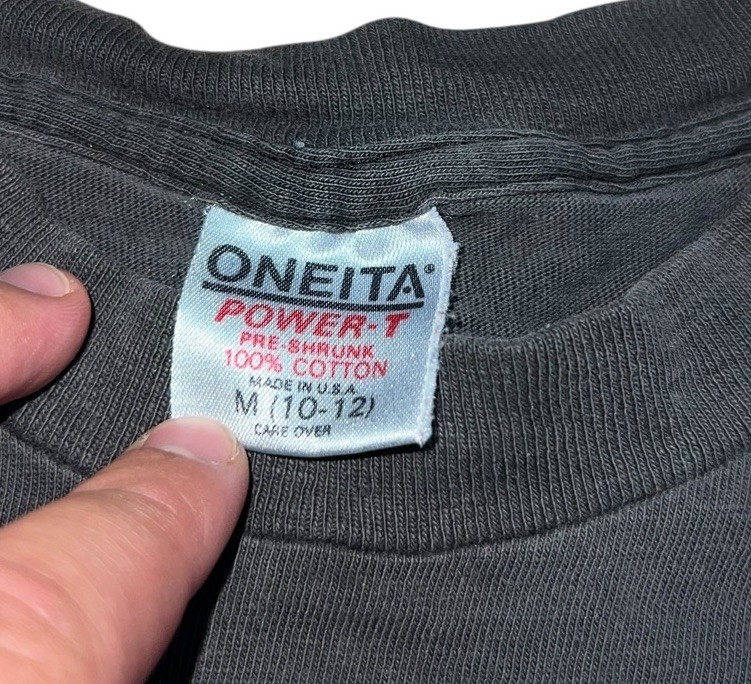 ONEITA®
POWER-T
PRE-SHRUNK
100% COTTON
MADE IN U.S.A.
M (10-12)
CARE OVER